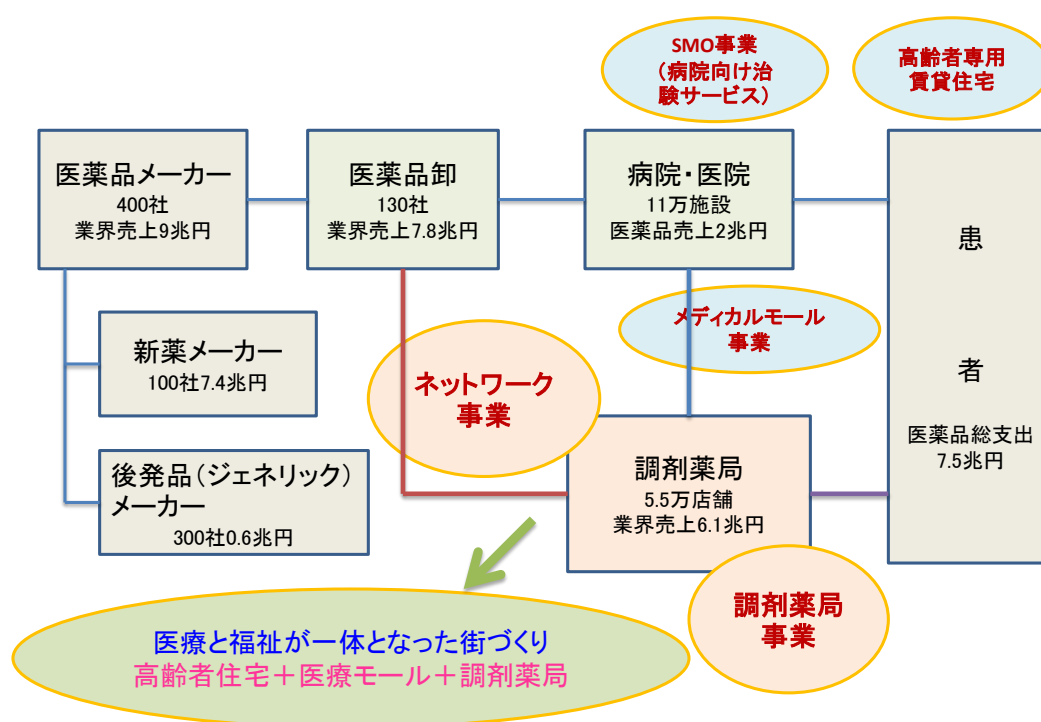 SMO事業
(病院向け治
験サービス)
高齢者専用
賃貸住宅
医薬品メーカー
400社
業界売上9兆円
医薬品卸
130社
業界売上7.8兆円
病院・医院
11万施設
医薬品売上2兆円
患
者
医薬品総支出
7.5兆円
新薬メーカー
100社7.4兆円
メディカルモール
事業
ネットワーク
事業
後発品(ジェネリック)
メーカー
300社0.6兆円
調剤薬局
5.5万店舗
業界売上6.1兆円
調剤薬局
事業
医療と福祉が一体となった街づくり
高齢者住宅+医療モール+調剤薬局